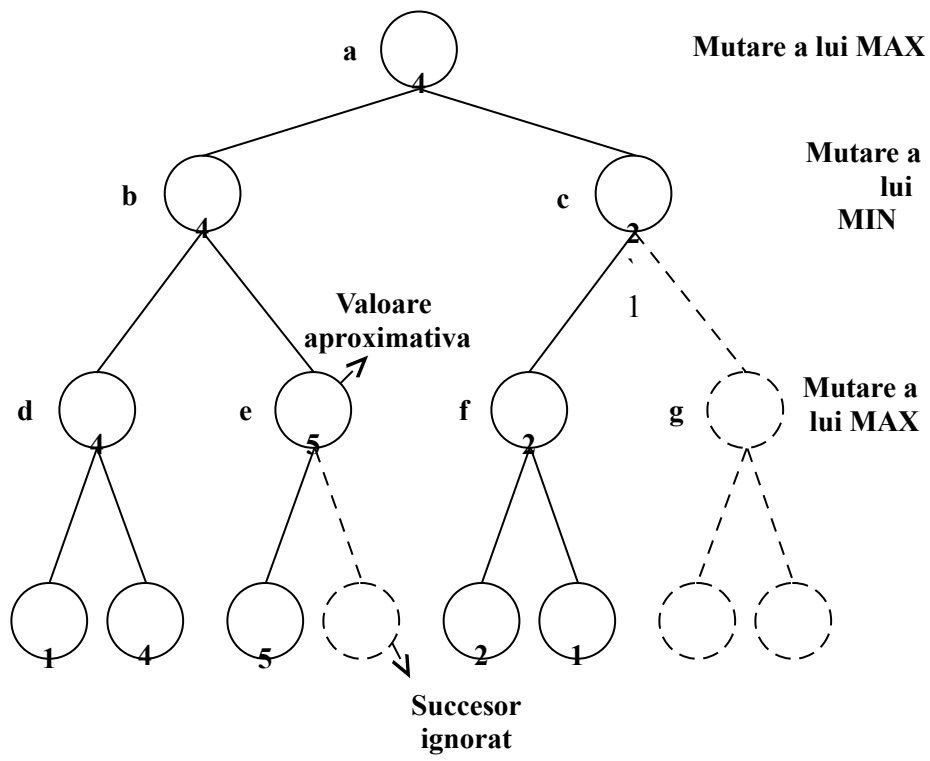 a
Mutare a lui MAX
4
Mutare a
lui
MIN
b
c
4
2
`
1
Valoare
aproximativa
d
e
f
g
Mutare a
lui MAX
4
5
2
1
4
5
2
1
Succesor
ignorat